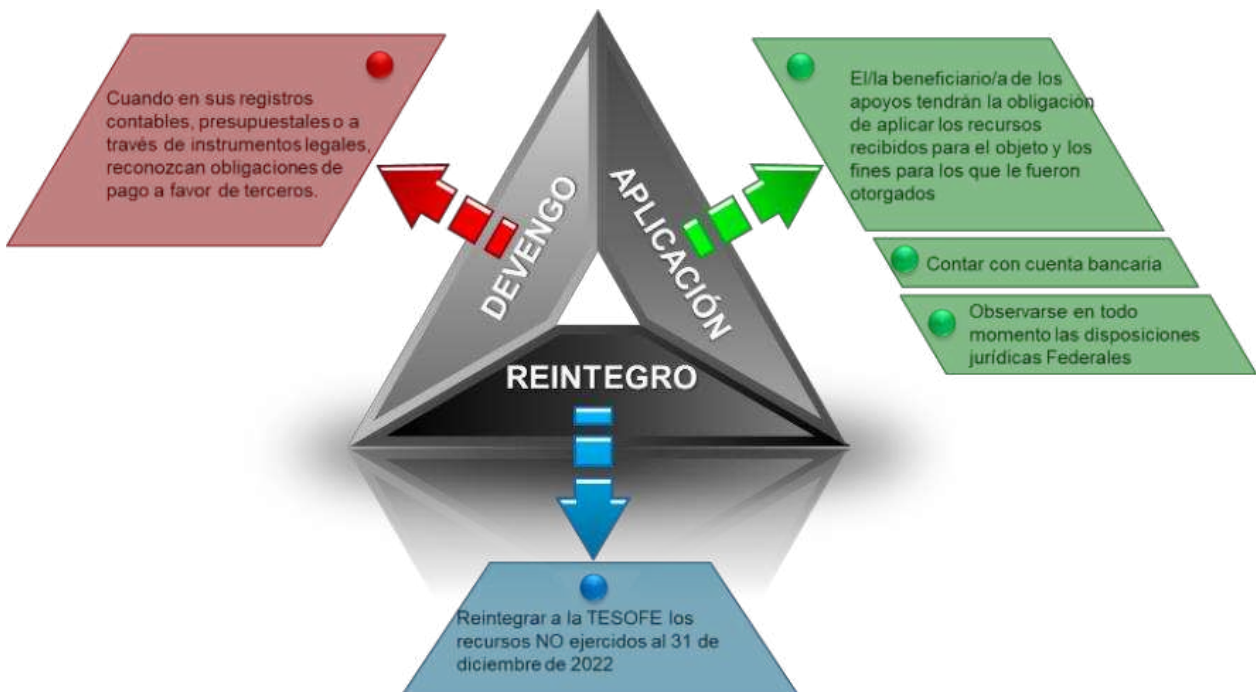 Cuando en sus registros
contables, presupuestales o a
través de instrumentos legales,
reconozcan obligaciones de
pago a favor de terceros.
DEVENGO
APLICACIÓN
REINTEGRO
El/la beneficiario/a de los
apoyos tendrán la obligación
de aplicar los recursos
recibidos para el objeto y los
fines para los que le fueron
otorgados
Contar con cuenta bancaria
Observarse en todo
momento las disposiciones
jurídicas Federales
Reintegrar a la TESOFE los
recursos NO ejercidos al 31 de
diciembre de 2022